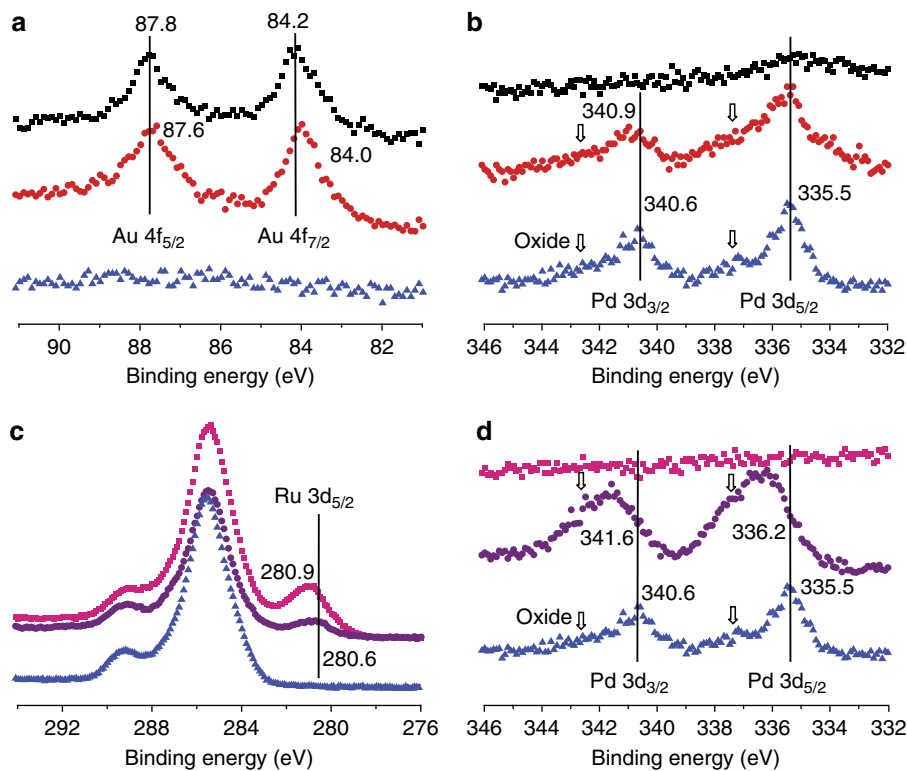 a
87.8
84.2
87.6
84.0
Au 4f5/2
Au 4f7/2
90 88 86 84 82
Binding energy (eV)
b
340.9
340.6
335.5
Oxide
Pd 3d3/2
Pd 3d5/2
346 344 342 340 338 336 334 332
Binding energy (eV)
c
Ru 3d5/2
280.9
280.6
292 288 284 280 276
Binding energy (eV)
d
341.6
336.2
340.6
335.5
Oxide
Pd 3d3/2
Pd 3d5/2
346 344 342 340 338 336 334 332
Binding energy (eV)